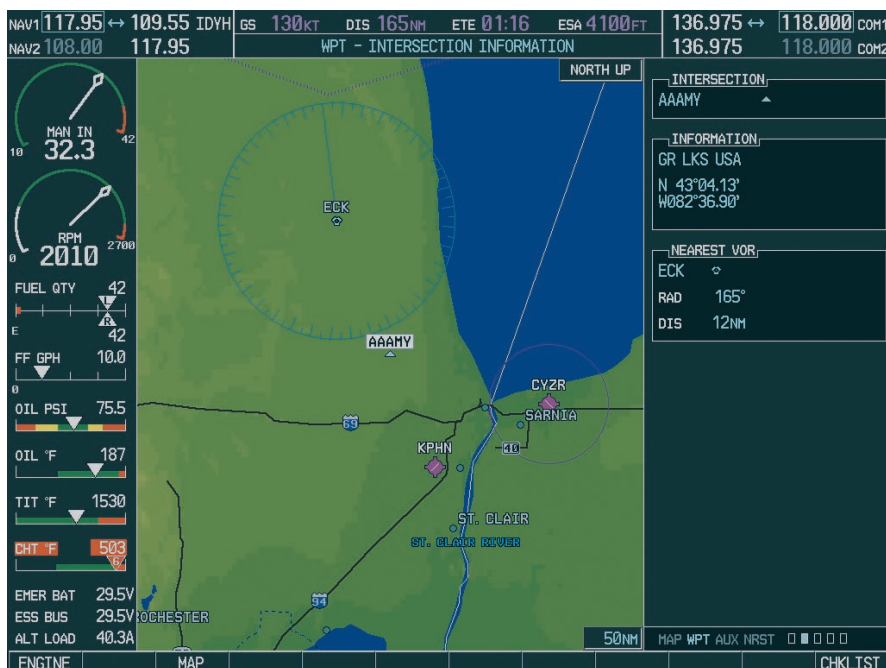 NAV1 117.95 ↔ 109.55 IDYH GS 130KT DIS 165NM ETE 01:16 ESA 4100FT 136.975 ↔ 118.000 COM1
NAV2 108.00 117.95 WPT - INTERSECTION INFORMATION 136.975 118.000 COM2
NORTH UP
MAN IN
10 32.3 42
RPM
0 2010 2700
FUEL QTY 42
L
R
E 42
FF GPH 10.0
0
OIL PSI 75.5
OIL °F 187
TIT °F 1530
CHT °F 503
6
EMER BAT 29.5V
ESS BUS 29.5V
ALT LOAD 40.3A
ECK
AAAMY
CYZR
SARNIA
69
40
KPHN
ST. CLAIR
ST. CLAIR RIVER
94
ROCHESTER
50NM
INTERSECTION
AAAMY
INFORMATION
GR LKS USA
N 43°04.13'
W082°36.90'
NEAREST VOR
ECK
RAD 165°
DIS 12NM
MAP WPT AUX NRST
ENGINE MAP CHKLIST